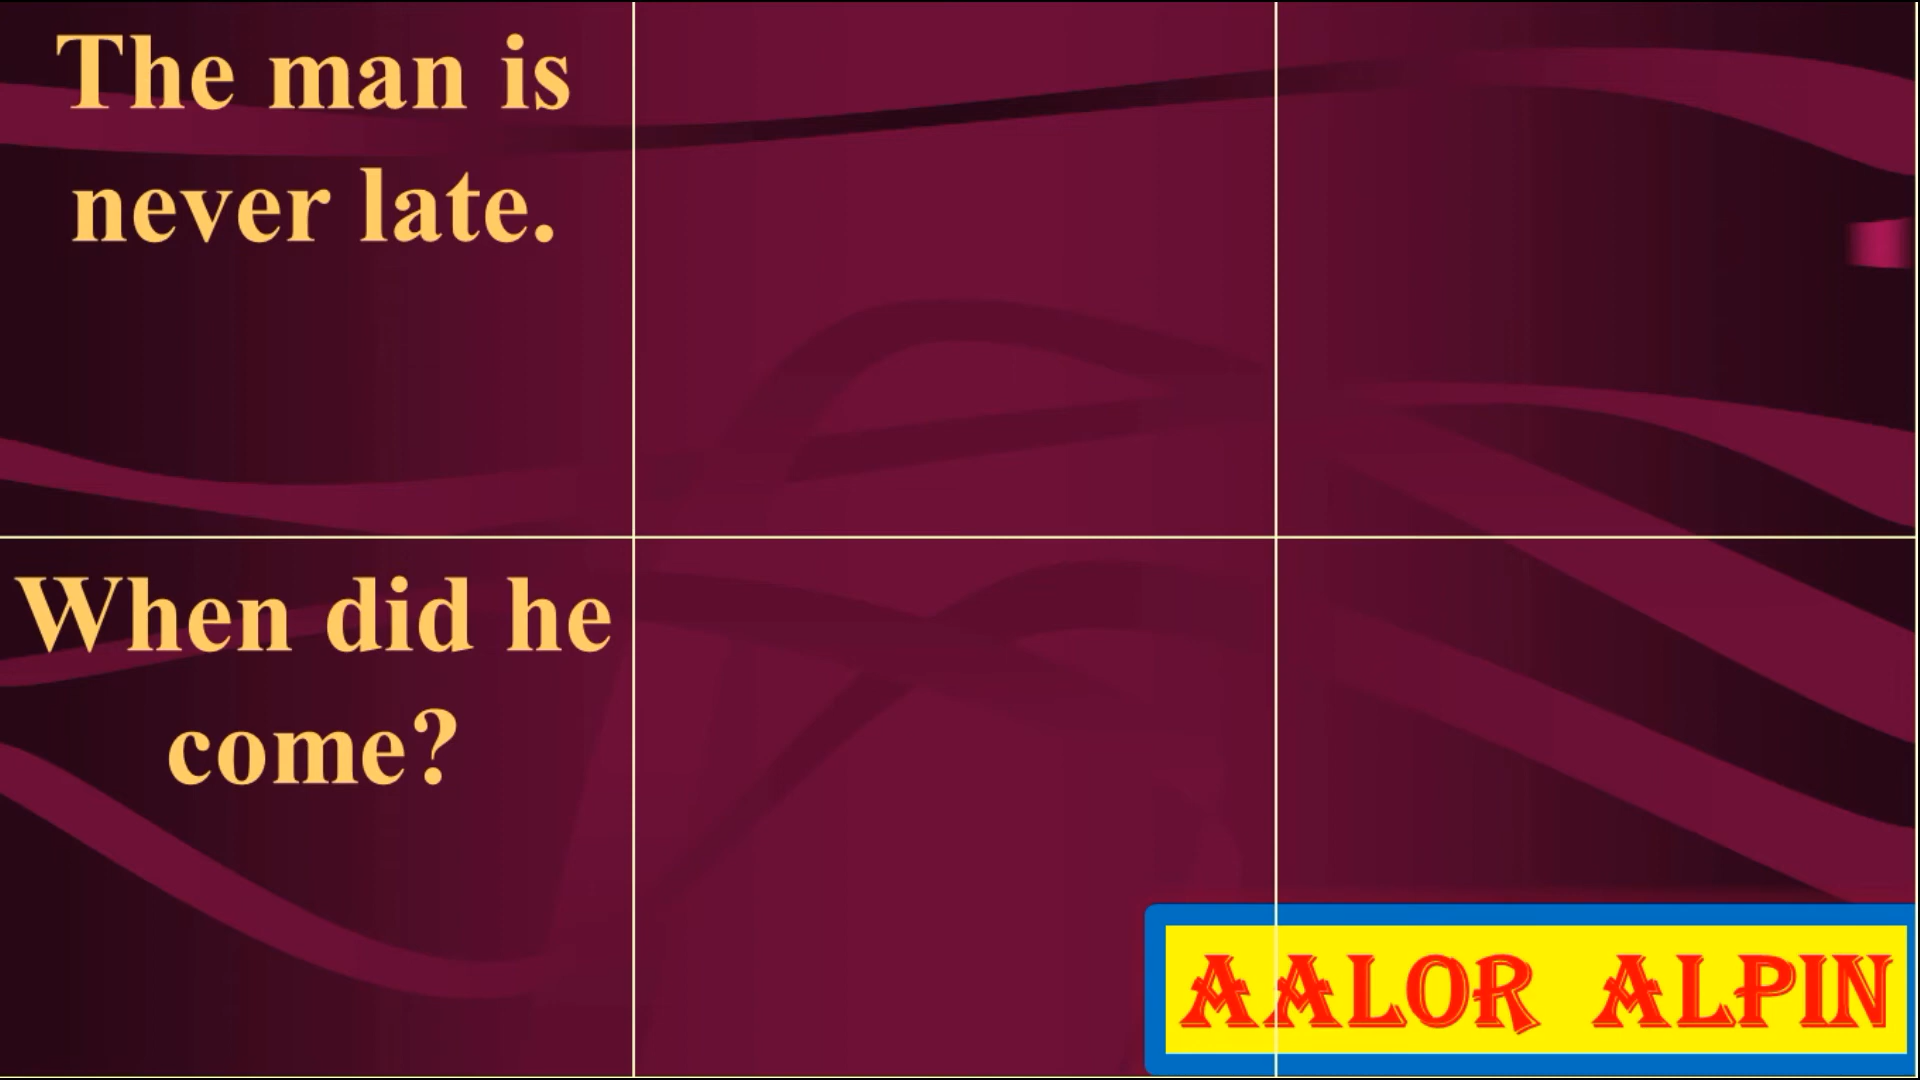 The man is
never late.
When did he
come?
AALOR ALPIN